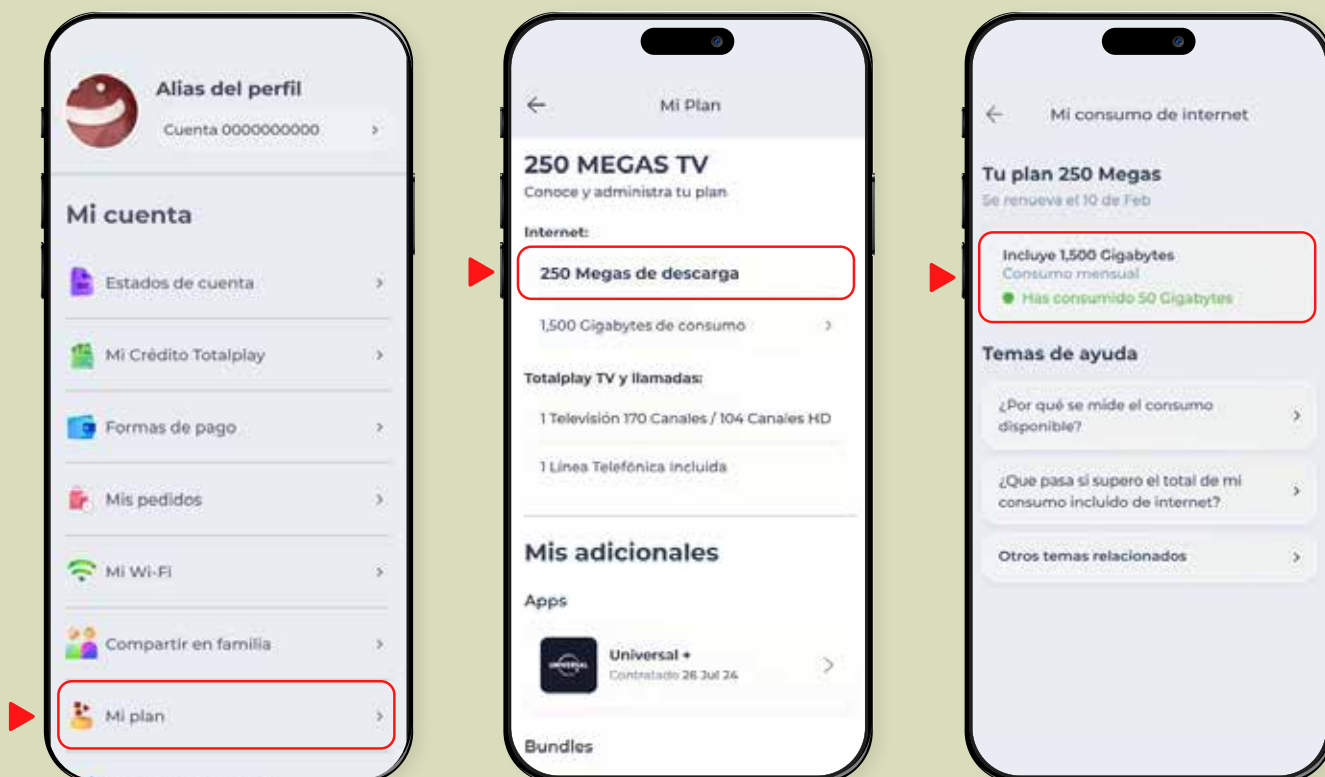 Alias del perfil
Cuenta 0000000000
Mi cuenta
Estados de cuenta
Mi Crédito Totalplay
Formas de pago
Mis pedidos
Mi Wi-Fi
Compartir en familia
Mi plan
Mi Plan
250 MEGAS TV
Conoce y administra tu plan
Internet:
250 Megas de descarga
1,500 Gigabytes de consumo
Totalplay TV y llamadas:
1 Televisión 170 Canales / 104 Canales HD
1 Línea Telefónica incluida
Mis adicionales
Apps
UNIVERSAL
Universal +
Contratado 26 Jul 24
Bundles
Mi consumo de internet
Tu plan 250 Megas
Se renueva el 10 de Feb
Incluye 1,500 Gigabytes
Consumo mensual
Has consumido 50 Gigabytes
Temas de ayuda
¿Por qué se mide el consumo
disponible?
¿Que pasa si supero el total de mi
consumo incluido de internet?
Otros temas relacionados